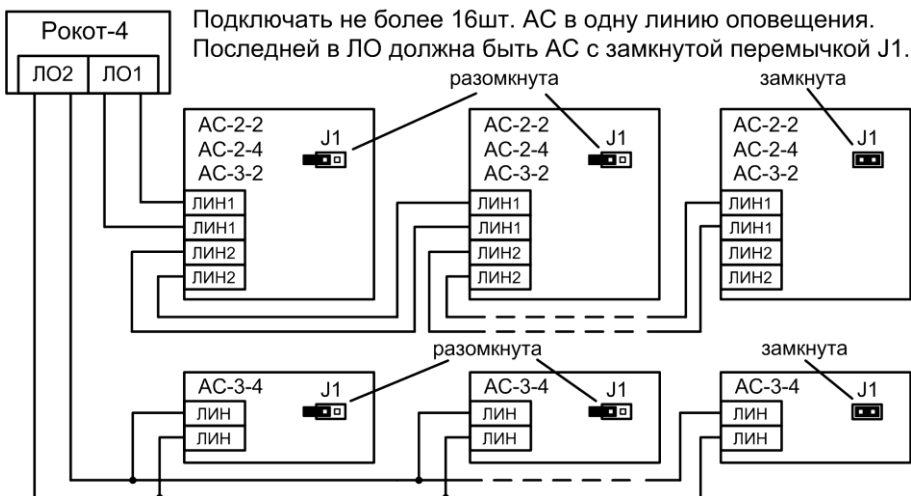 Рокот-4
ЛО2 ЛО1
Подключать не более 16шт. АС в одну линию оповещения.
Последней в ЛО должна быть АС с замкнутой перемычкой J1.
разомкнута
замкнута
АС-2-2
АС-2-4
АС-3-2
J1
ЛИН1
ЛИН1
ЛИН2
ЛИН2
АС-2-2
АС-2-4
АС-3-2
J1
ЛИН1
ЛИН1
ЛИН2
ЛИН2
АС-2-2
АС-2-4
АС-3-2
J1
ЛИН1
ЛИН1
ЛИН2
ЛИН2
разомкнута
замкнута
АС-3-4
J1
ЛИН
ЛИН
АС-3-4
J1
ЛИН
ЛИН
АС-3-4
J1
ЛИН
ЛИН